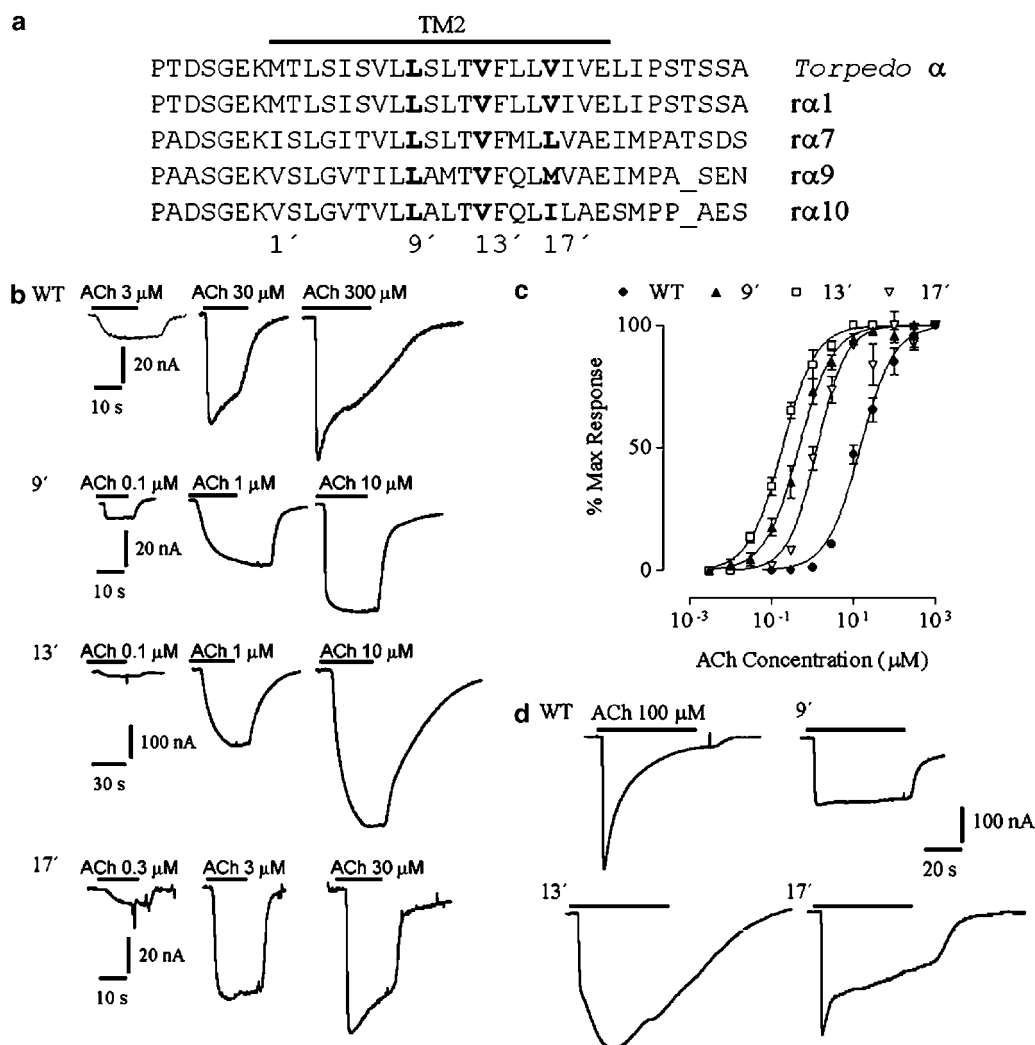 a
TM2
PTDSGEKMTLSISVLLSLTVFLLVIVELIPSTSSA Torpedo α
PTDSGEKMTLSISVLLSLTVFLLVIVELIPSTSSA rα1
PADSGEKISLGITVLLSLTVFMLLVAEIMPATSDS rα7
PAASGEKVSLGVTILLAMTVFQLMVAEIMPA_SEN rα9
PADSGEKVSLGVTVLLALTVFQLILAESMPP_AES rα10
1´ 9´ 13´ 17´
b
WT
ACh 3 µM ACh 30 µM ACh 300 µM
20 nA
10 s
9´
ACh 0.1 µM ACh 1 µM ACh 10 µM
20 nA
10 s
13´
ACh 0.1 µM ACh 1 µM ACh 10 µM
100 nA
30 s
17´
ACh 0.3 µM ACh 3 µM ACh 30 µM
20 nA
10 s
c
WT 9´ 13´ 17´
100
50
0
% Max Response
10⁻³ 10⁻¹ 10¹ 10³
ACh Concentration (µM)
d
WT ACh 100 µM 9´
100 nA
20 s
13´ 17´